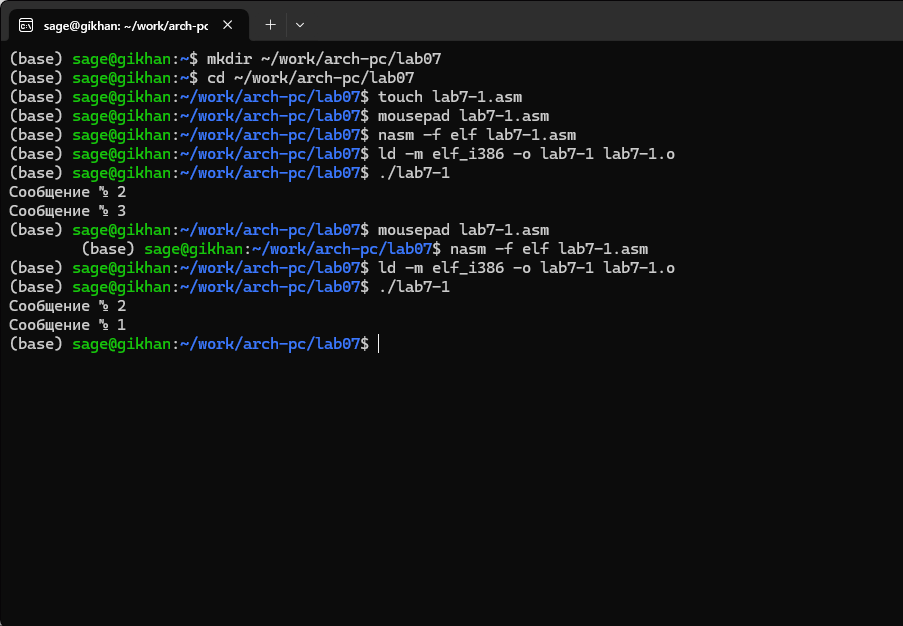 sage@gikhan: ~/work/arch-pc
(base) sage@gikhan:~$ mkdir ~/work/arch-pc/lab07
(base) sage@gikhan:~$ cd ~/work/arch-pc/lab07
(base) sage@gikhan:~/work/arch-pc/lab07$ touch lab7-1.asm
(base) sage@gikhan:~/work/arch-pc/lab07$ mousepad lab7-1.asm
(base) sage@gikhan:~/work/arch-pc/lab07$ nasm -f elf lab7-1.asm
(base) sage@gikhan:~/work/arch-pc/lab07$ ld -m elf_i386 -o lab7-1 lab7-1.o
(base) sage@gikhan:~/work/arch-pc/lab07$ ./lab7-1
Сообщение № 2
Сообщение № 3
(base) sage@gikhan:~/work/arch-pc/lab07$ mousepad lab7-1.asm
(base) sage@gikhan:~/work/arch-pc/lab07$ nasm -f elf lab7-1.asm
(base) sage@gikhan:~/work/arch-pc/lab07$ ld -m elf_i386 -o lab7-1 lab7-1.o
(base) sage@gikhan:~/work/arch-pc/lab07$ ./lab7-1
Сообщение № 2
Сообщение № 1
(base) sage@gikhan:~/work/arch-pc/lab07$